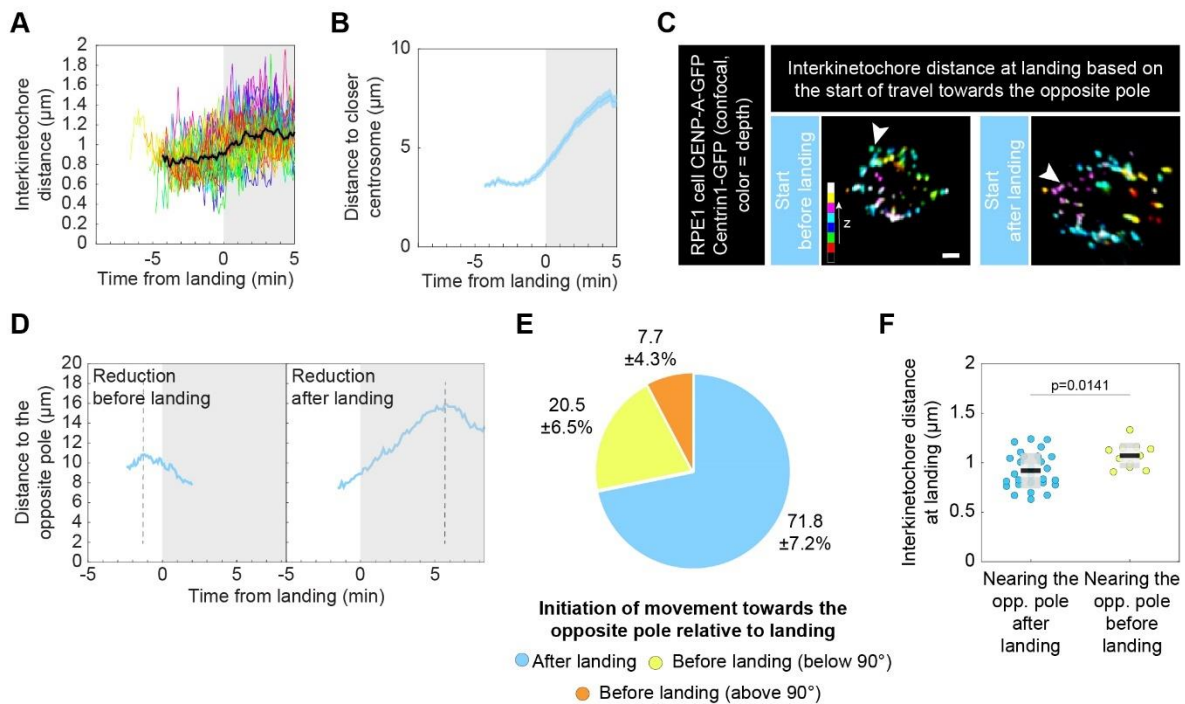 A
Interkinetochore
distance (µm)
2
1.8
1.6
1.4
1.2
1
0.8
0.6
0.4
0.2
0
-5
0
5
Time from landing (min)
B
Distance to closer
centrosome (µm)
10
5
0
-5
0
5
Time from landing (min)
C
RPE1 cell CENP-A-GFP
Centrin1-GFP (confocal,
color = depth)
Interkinetochore distance at landing based on
the start of travel towards the opposite pole
Start
before landing
z
Start
after landing
D
Distance to the
opposite pole (µm)
20
18
16
14
12
10
8
6
4
2
0
Reduction
before landing
Reduction
after landing
-5
0
5
-5
0
5
Time from landing (min)
E
7.7
±4.3%
20.5
±6.5%
71.8
±7.2%
Initiation of movement towards the
opposite pole relative to landing
After landing
Before landing (below 90°)
Before landing (above 90°)
F
Interkinetochore distance
at landing (µm)
2
1.5
1
0.5
0
p=0.0141
Nearing the
opp. pole
after
landing
Nearing the
opp. pole
before
landing